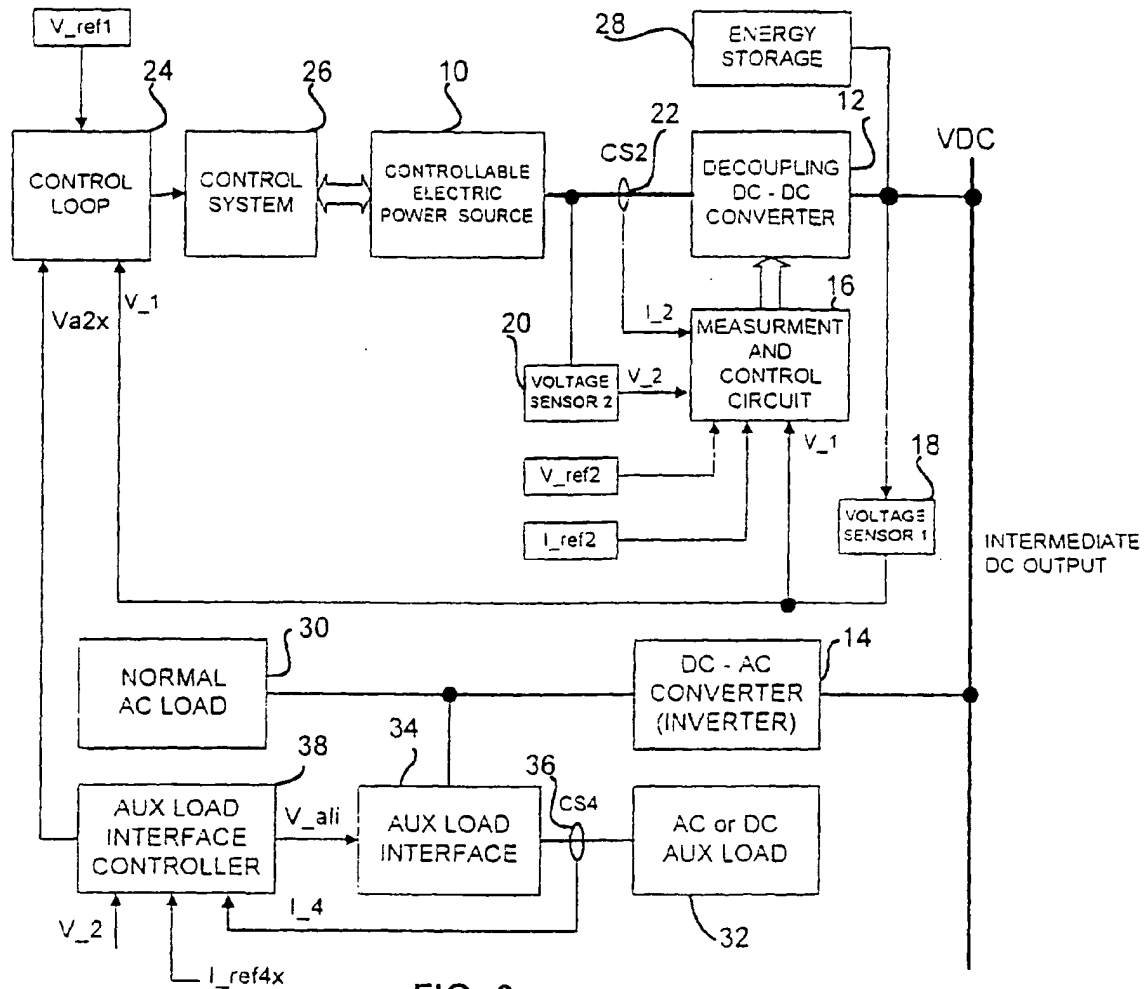 V_ref1
24
26
10
28
ENERGY
STORAGE
12
22
CS2
VDC
CONTROL
LOOP
CONTROL
SYSTEM
CONTROLLABLE
ELECTRIC
POWER SOURCE
DECOUPLING
DC - DC
CONVERTER
Va2x
V_1
I_2
16
20
VOLTAGE
SENSOR 2
V_2
MEASURMENT
AND
CONTROL
CIRCUIT
V_1
V_ref2
I_ref2
18
VOLTAGE
SENSOR 1
INTERMEDIATE
DC OUTPUT
30
NORMAL
AC LOAD
14
DC - AC
CONVERTER
(INVERTER)
38
34
36
CS4
AUX LOAD
INTERFACE
CONTROLLER
V_ali
AUX LOAD
INTERFACE
AC or DC
AUX LOAD
I_4
V_2
I_ref4x
32